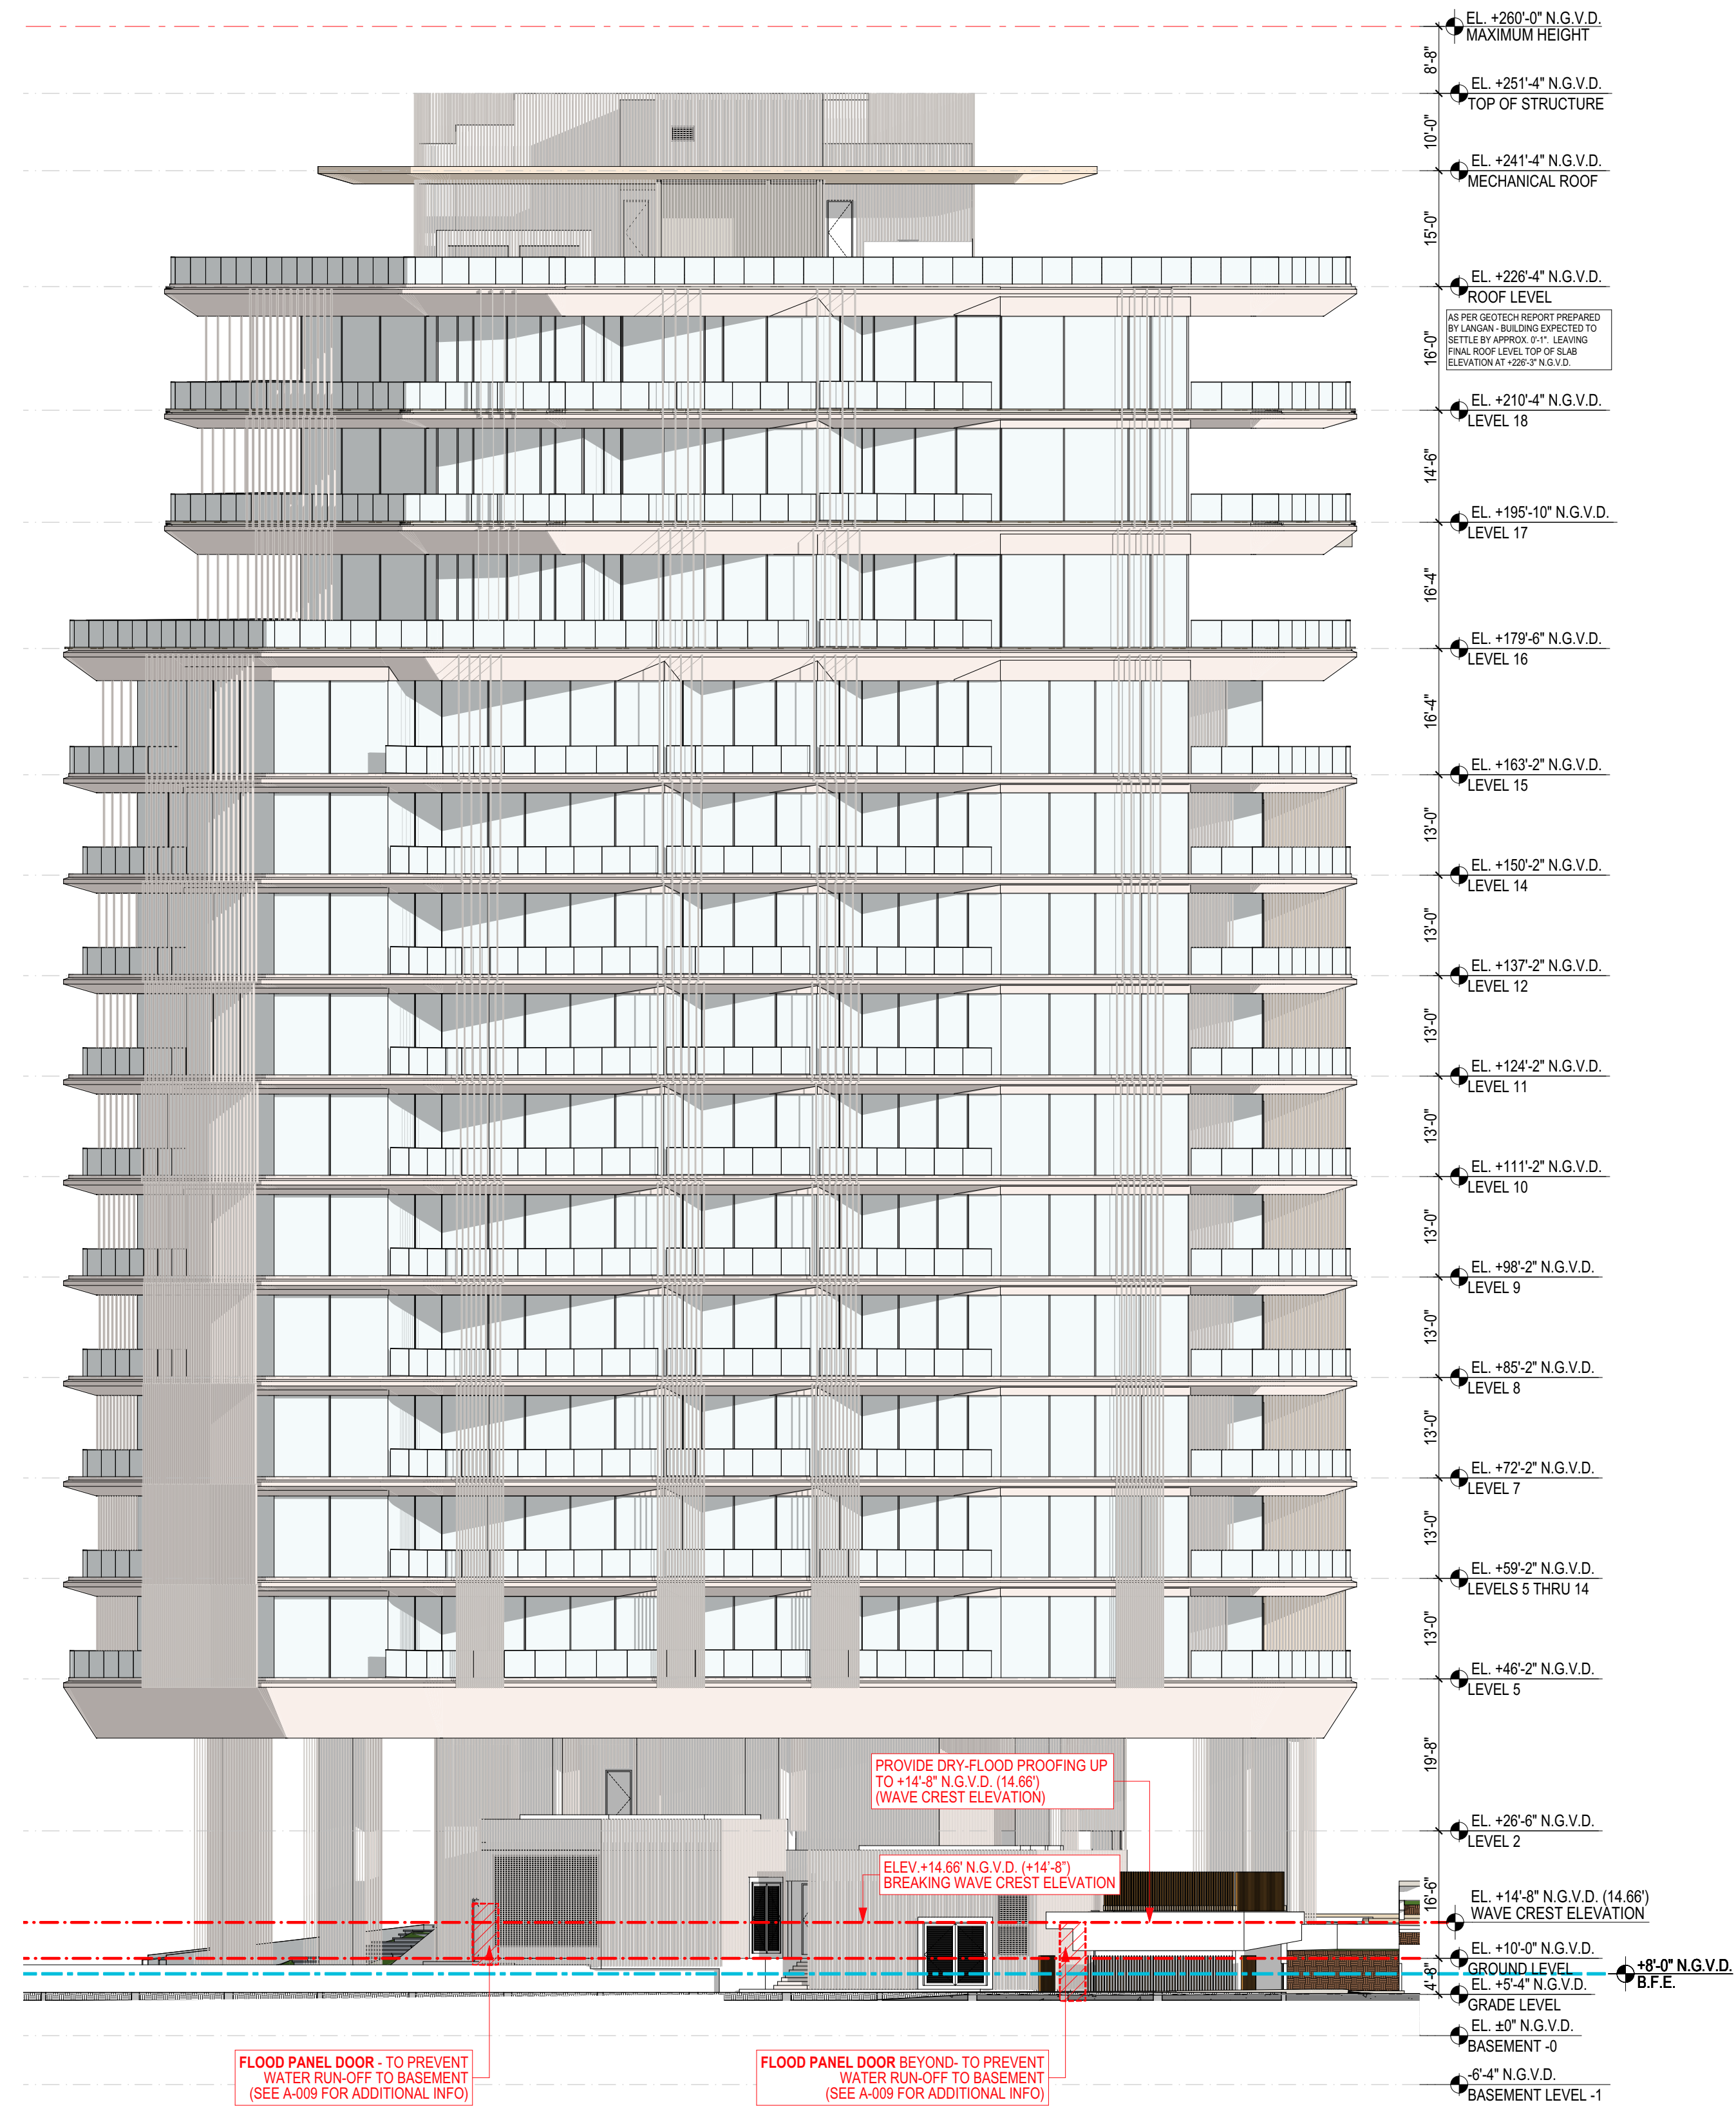 EL. +260'-0" N.G.V.D.
MAXIMUM HEIGHT
8'-8"
EL. +251'-4" N.G.V.D.
TOP OF STRUCTURE
10'-0"
EL. +241'-4" N.G.V.D.
MECHANICAL ROOF
15'-0"
EL. +226'-4" N.G.V.D.
ROOF LEVEL
AS PER GEOTECH REPORT PREPARED
BY LANGAN - BUILDING EXPECTED TO
SETTLE BY APPROX. 0'-1". LEAVING
FINAL ROOF LEVEL TOP OF SLAB
ELEVATION AT +226'-3" N.G.V.D.
16'-0"
EL. +210'-4" N.G.V.D.
LEVEL 18
14'-6"
EL. +195'-10" N.G.V.D.
LEVEL 17
16'-4"
EL. +179'-6" N.G.V.D.
LEVEL 16
16'-4"
EL. +163'-2" N.G.V.D.
LEVEL 15
13'-0"
EL. +150'-2" N.G.V.D.
LEVEL 14
13'-0"
EL. +137'-2" N.G.V.D.
LEVEL 12
13'-0"
EL. +124'-2" N.G.V.D.
LEVEL 11
13'-0"
EL. +111'-2" N.G.V.D.
LEVEL 10
13'-0"
EL. +98'-2" N.G.V.D.
LEVEL 9
13'-0"
EL. +85'-2" N.G.V.D.
LEVEL 8
13'-0"
EL. +72'-2" N.G.V.D.
LEVEL 7
13'-0"
EL. +59'-2" N.G.V.D.
LEVELS 5 THRU 14
13'-0"
EL. +46'-2" N.G.V.D.
LEVEL 5
19'-8"
PROVIDE DRY-FLOOD PROOFING UP
TO +14'-8" N.G.V.D. (14.66')
(WAVE CREST ELEVATION)
EL. +26'-6" N.G.V.D.
LEVEL 2
ELEV.+14.66' N.G.V.D. (+14'-8")
BREAKING WAVE CREST ELEVATION
16'-6"
EL. +14'-8" N.G.V.D. (14.66')
WAVE CREST ELEVATION
EL. +10'-0" N.G.V.D.
GROUND LEVEL
+8'-0" N.G.V.D.
B.F.E.
4'-8"
EL. +5'-4" N.G.V.D.
GRADE LEVEL
EL. ±0" N.G.V.D.
BASEMENT -0
FLOOD PANEL DOOR - TO PREVENT
WATER RUN-OFF TO BASEMENT
(SEE A-009 FOR ADDITIONAL INFO)
FLOOD PANEL DOOR BEYOND- TO PREVENT
WATER RUN-OFF TO BASEMENT
(SEE A-009 FOR ADDITIONAL INFO)
-6'-4" N.G.V.D.
BASEMENT LEVEL -1